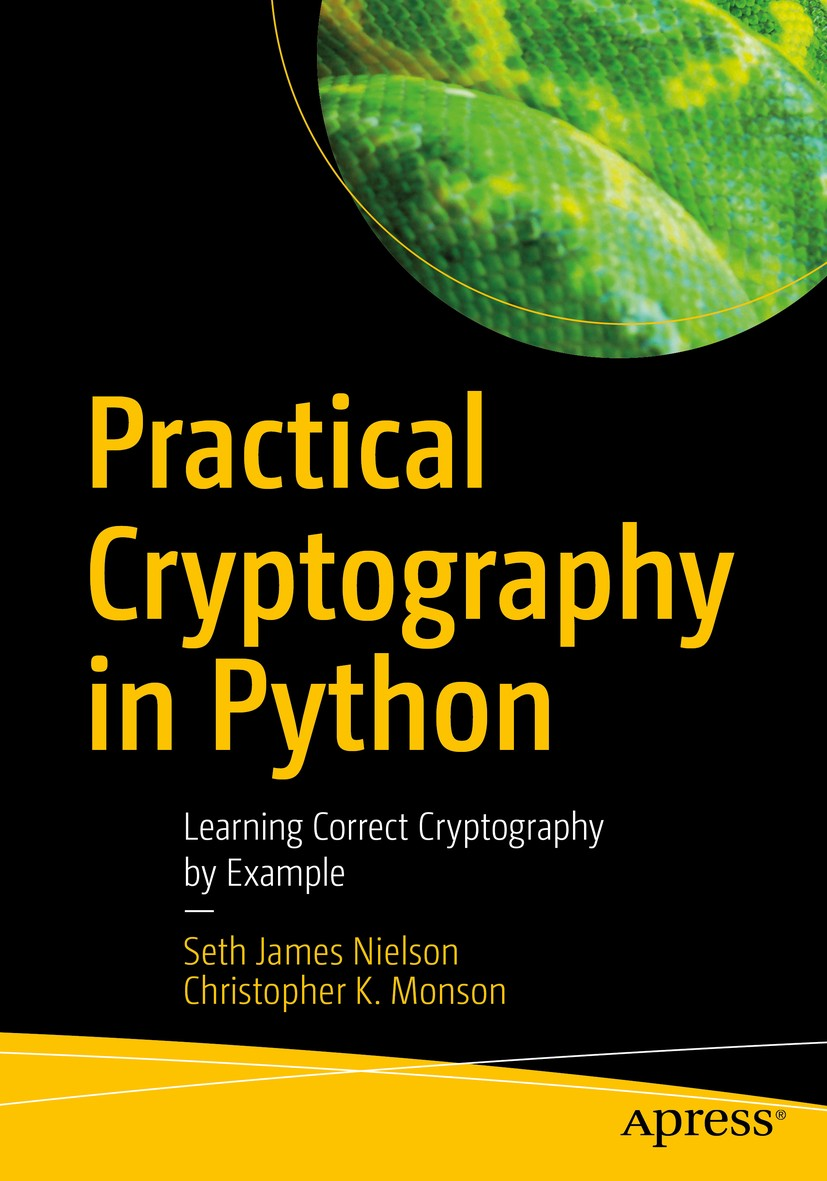 Practical
Cryptography
in Python
Learning Correct Cryptography
by Example
Seth James Nielson
Christopher K. Monson
Apress®